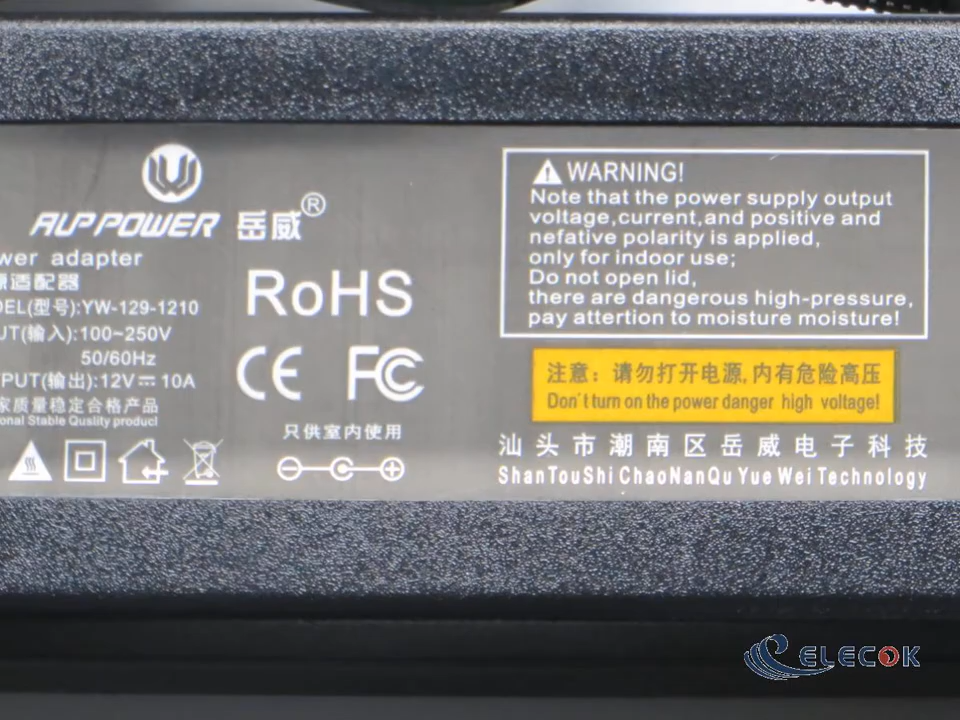 ALP POWER 岳威®
wer adapter
源适配器
DEL(型号):YW-129-1210
UT(输入):100~250V
50/60Hz
PUT(输出):12V⎓10A
家质量稳定合格产品
onal Stable Quality product
RoHS
CE FC
只供室内使用
WARNING!
Note that the power supply output
voltage,current,and positive and
nefative polarity is applied,
only for indoor use;
Do not open lid,
there are dangerous high-pressure,
pay attention to moisture moisture!
注意：请勿打开电源,内有危险高压
Don't turn on the power danger high voltage!
汕头市潮南区岳威电子科技
ShanTouShi ChaoNanQu Yue Wei Technology
ELECOK